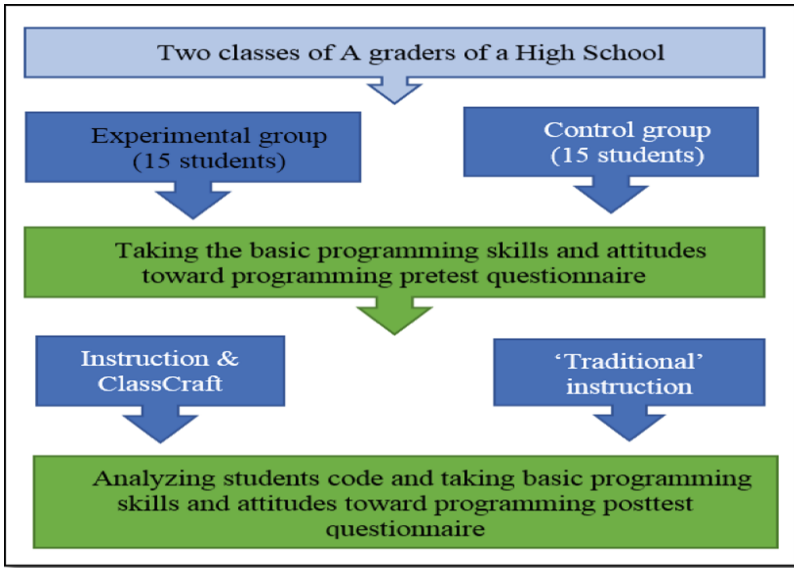 Two classes of A graders of a High School
Experimental group
(15 students)
Control group
(15 students)
Taking the basic programming skills and attitudes
toward programming pretest questionnaire
Instruction &
ClassCraft
‘Traditional’
instruction
Analyzing students code and taking basic programming
skills and attitudes toward programming posttest
questionnaire